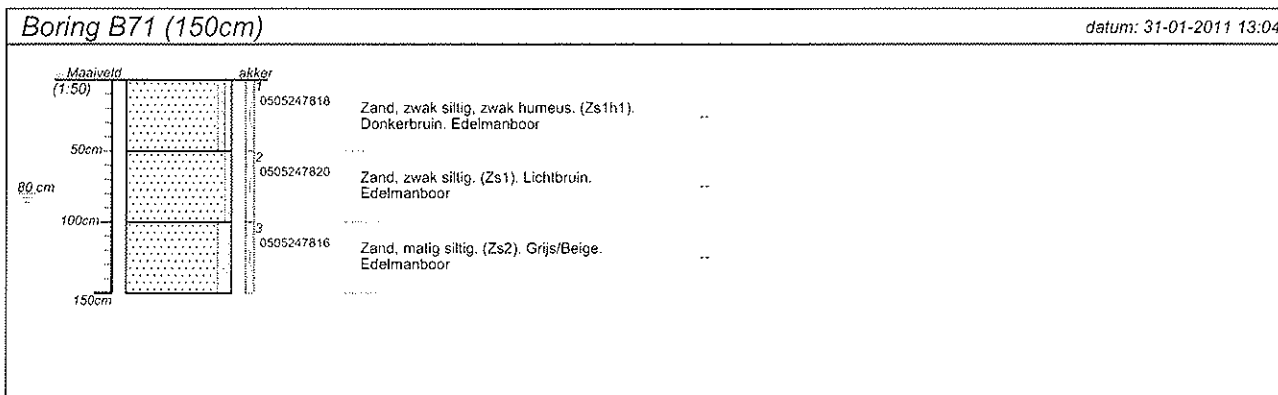 Boring B71 (150cm)
datum: 31-01-2011 13:04
Maaiveld
akker
(1:50)
1
0505247818
Zand, zwak siltig, zwak humeus. (Zs1h1).
Donkerbruin. Edelmanboor
--
50cm
2
0505247820
Zand, zwak siltig. (Zs1). Lichtbruin.
Edelmanboor
--
80 cm
100cm
3
0505247816
Zand, matig siltig. (Zs2). Grijs/Beige.
Edelmanboor
--
150cm